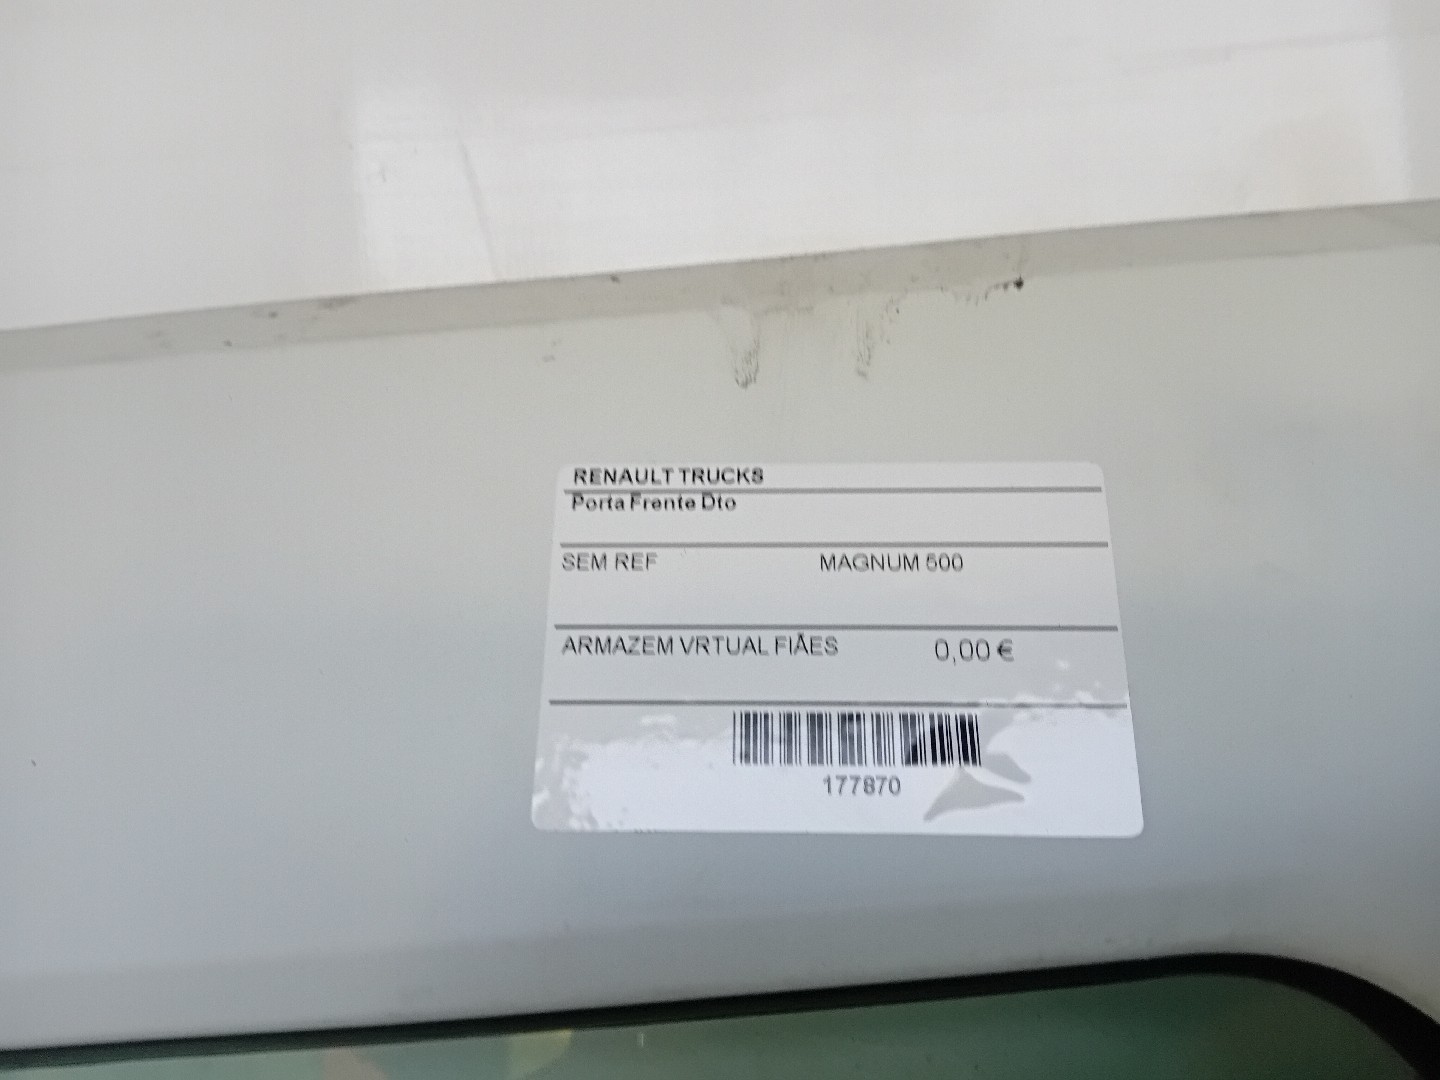 RENAULT TRUCKS
Porta Frente Dto
SEM REF MAGNUM 500
ARMAZEM VRTUAL FIÃES 0,00 €
177870